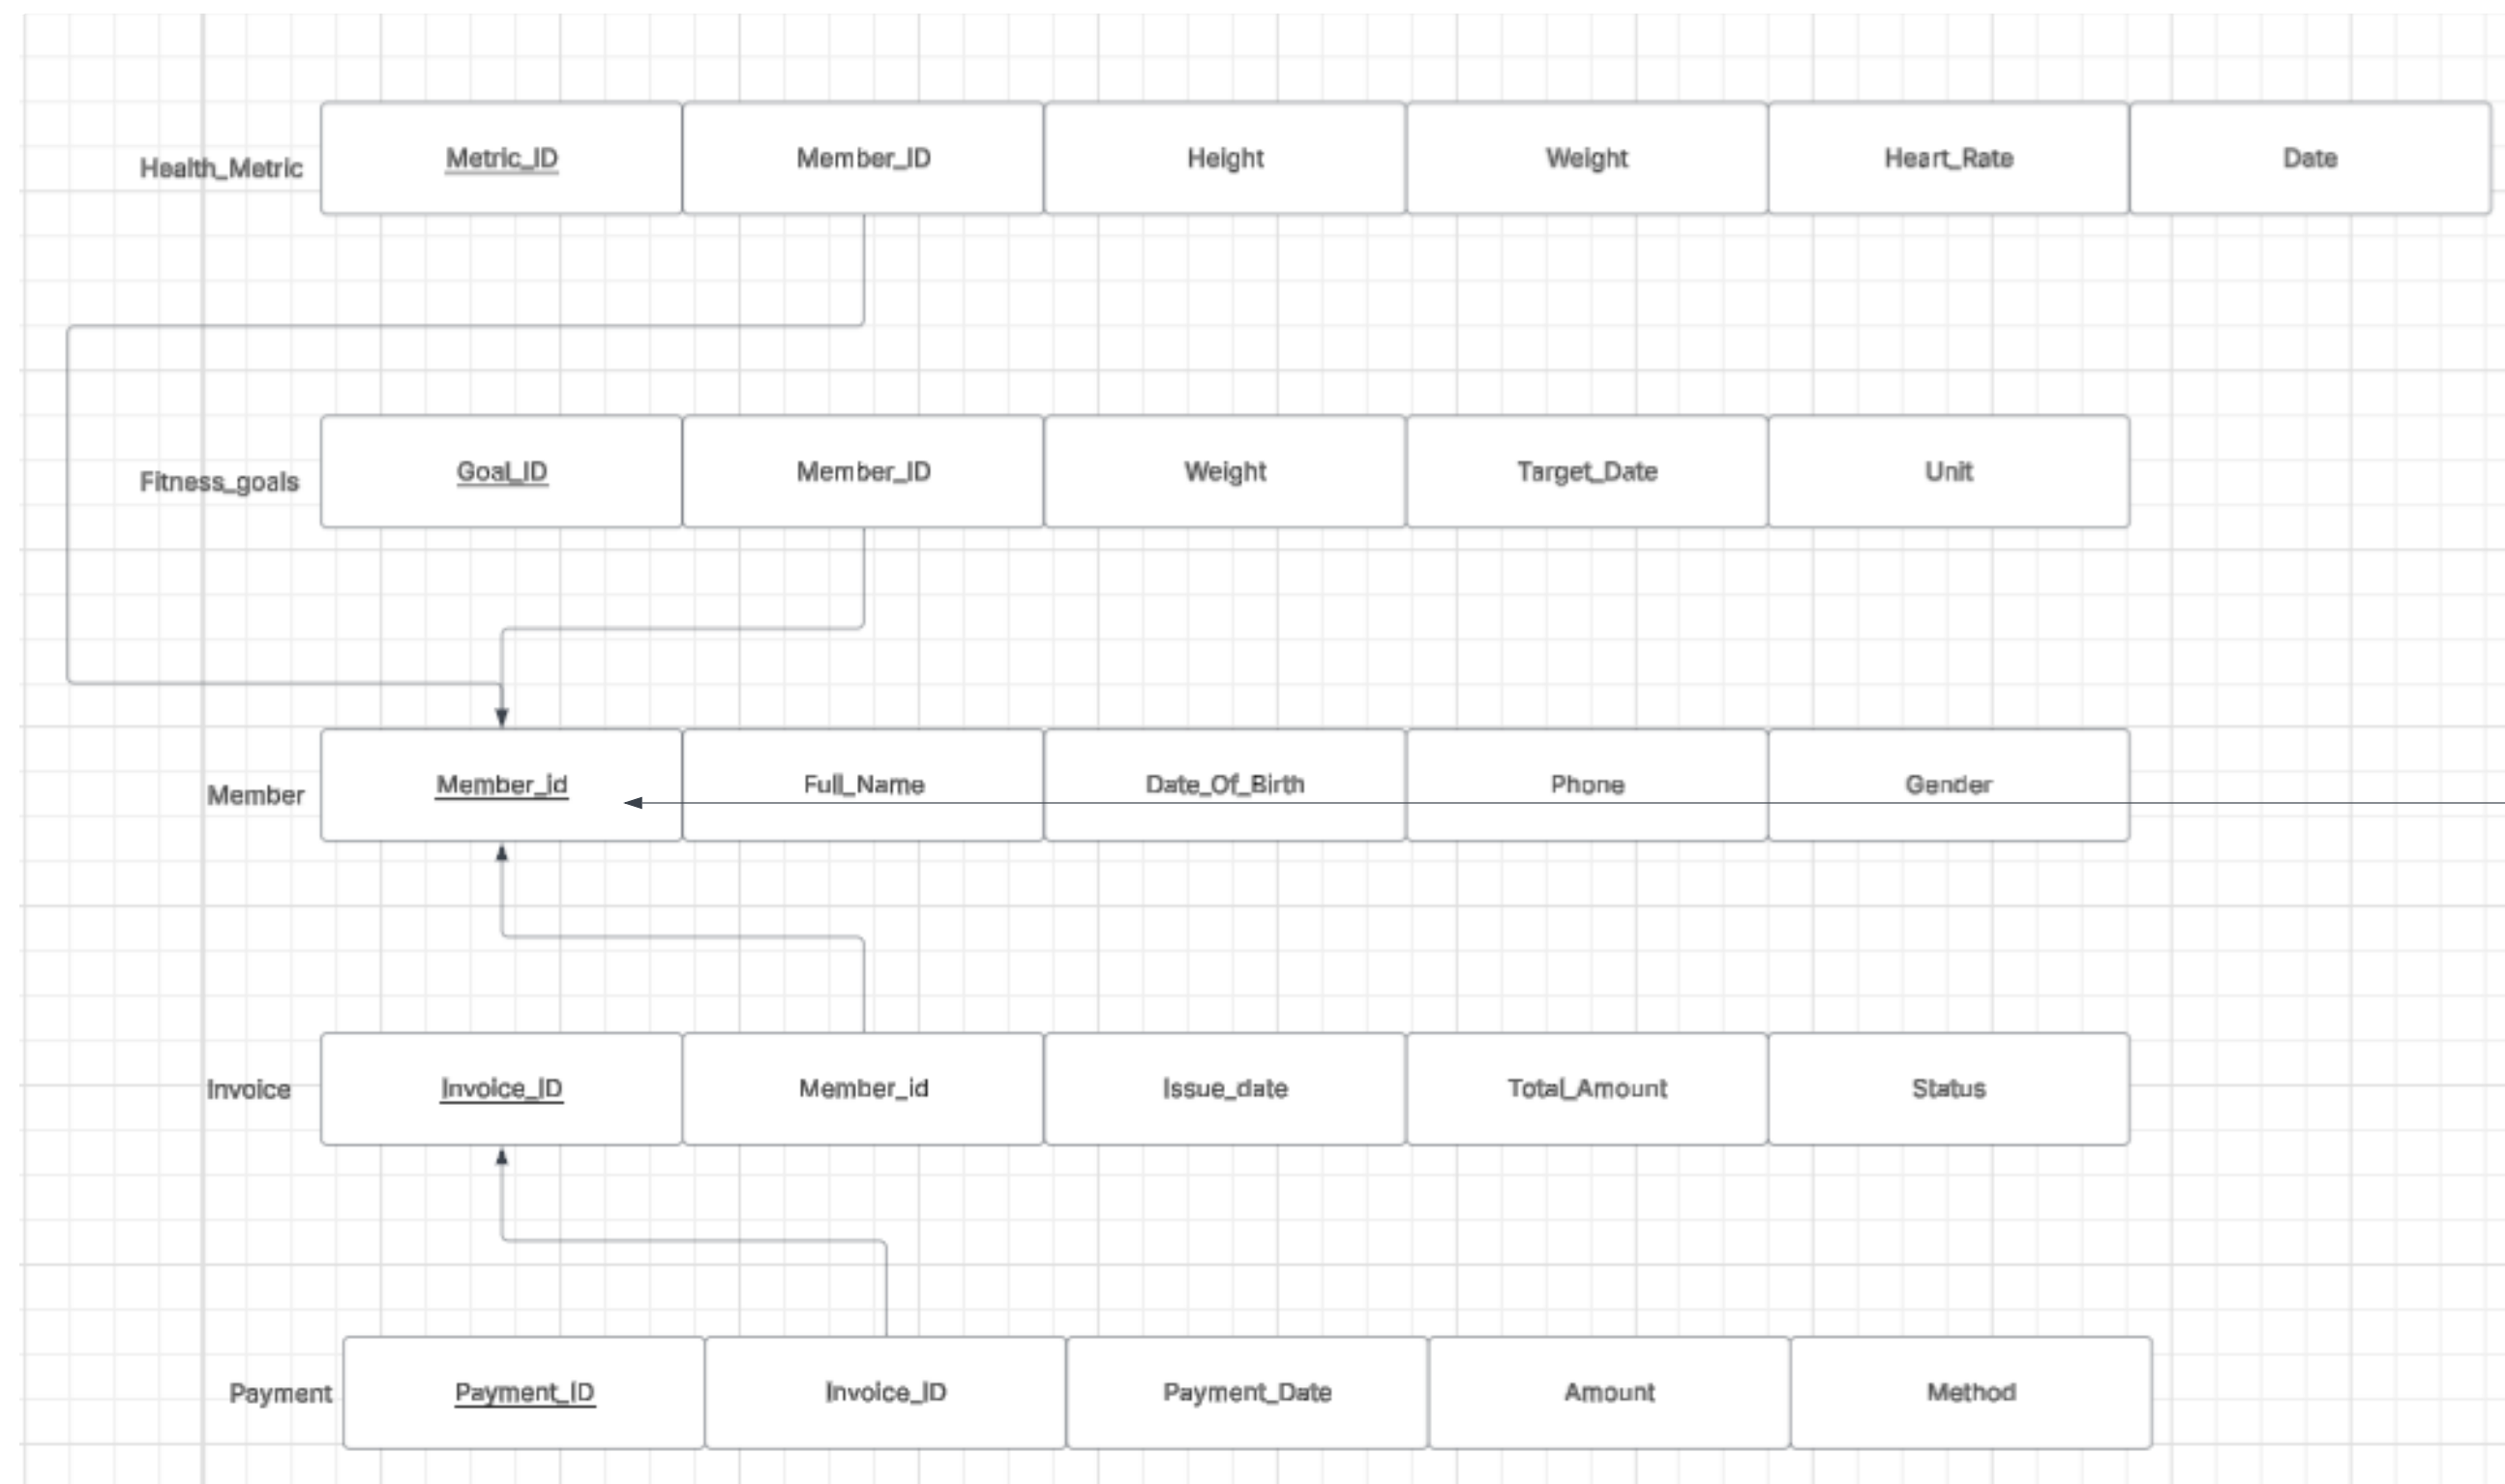 Health_Metric Metric_ID Member_ID Height Weight Heart_Rate Date
Fitness_goals Goal_ID Member_ID Weight Target_Date Unit
Member Member_id Full_Name Date_Of_Birth Phone Gender
Invoice Invoice_ID Member_id Issue_date Total_Amount Status
Payment Payment_ID Invoice_ID Payment_Date Amount Method